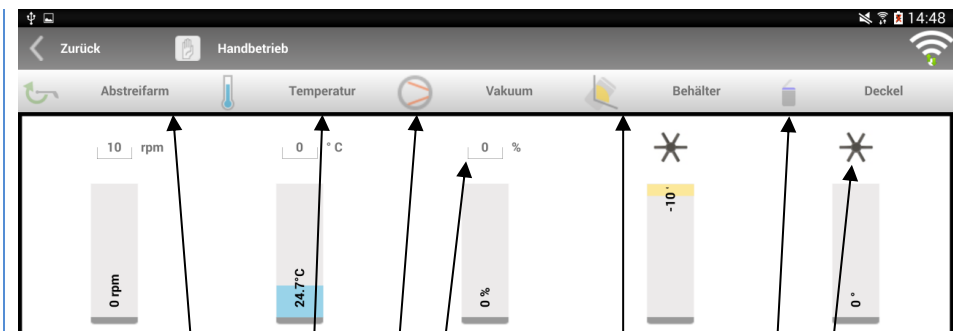 14:48
Zurück Handbetrieb
Abstreifarm Temperatur Vakuum Behälter Deckel
10 rpm 0 °C 0 %
0 rpm 24.7°C 0 % -10° 0°